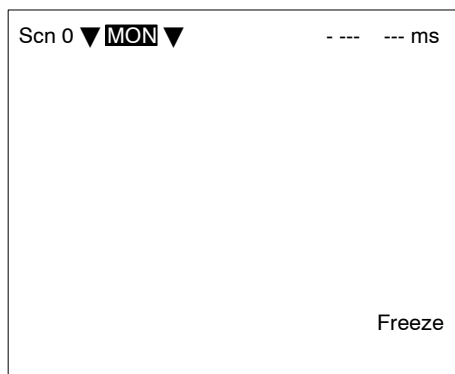 Scn 0 ▼ MON ▼ - --- --- ms
Freeze